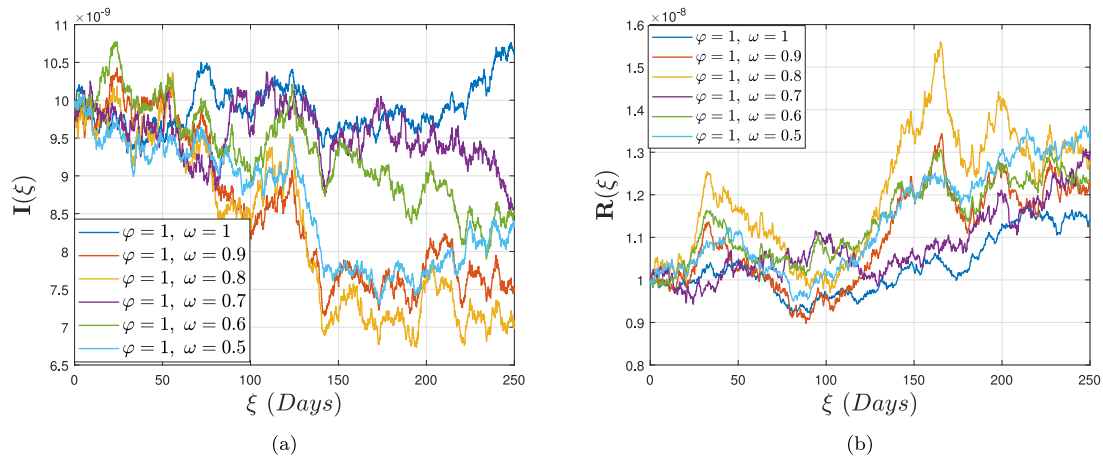 ×10⁻⁹
11
10.5
10
9.5
9
8.5
8
7.5
7
6.5
I(ξ)
φ = 1, ω = 1
φ = 1, ω = 0.9
φ = 1, ω = 0.8
φ = 1, ω = 0.7
φ = 1, ω = 0.6
φ = 1, ω = 0.5
0 50 100 150 200 250
ξ (Days)
(a)
×10⁻⁸
1.6
1.5
1.4
1.3
1.2
1.1
1
0.9
0.8
R(ξ)
φ = 1, ω = 1
φ = 1, ω = 0.9
φ = 1, ω = 0.8
φ = 1, ω = 0.7
φ = 1, ω = 0.6
φ = 1, ω = 0.5
0 50 100 150 200 250
ξ (Days)
(b)